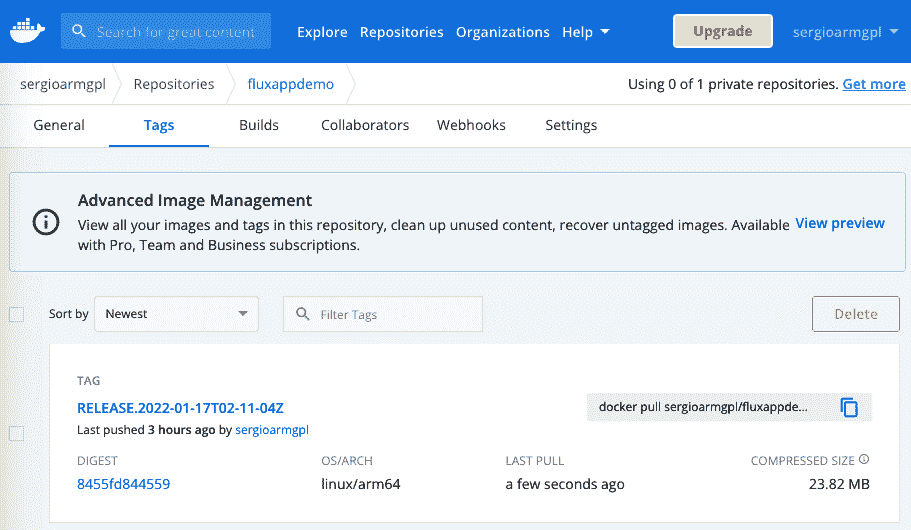 Search for great content
Explore Repositories Organizations Help
Upgrade
sergioarmgpl
sergioarmgpl Repositories fluxappdemo
Using 0 of 1 private repositories. Get more
General Tags Builds Collaborators Webhooks Settings
Advanced Image Management
View all your images and tags in this repository, clean up unused content, recover untagged images. Available
with Pro, Team and Business subscriptions.
View preview
Sort by Newest
Filter Tags
Delete
TAG
RELEASE.2022-01-17T02-11-04Z
docker pull sergioarmgpl/fluxappde...
Last pushed 3 hours ago by sergioarmgpl
DIGEST OS/ARCH LAST PULL COMPRESSED SIZE
8455fd844559 linux/arm64 a few seconds ago 23.82 MB